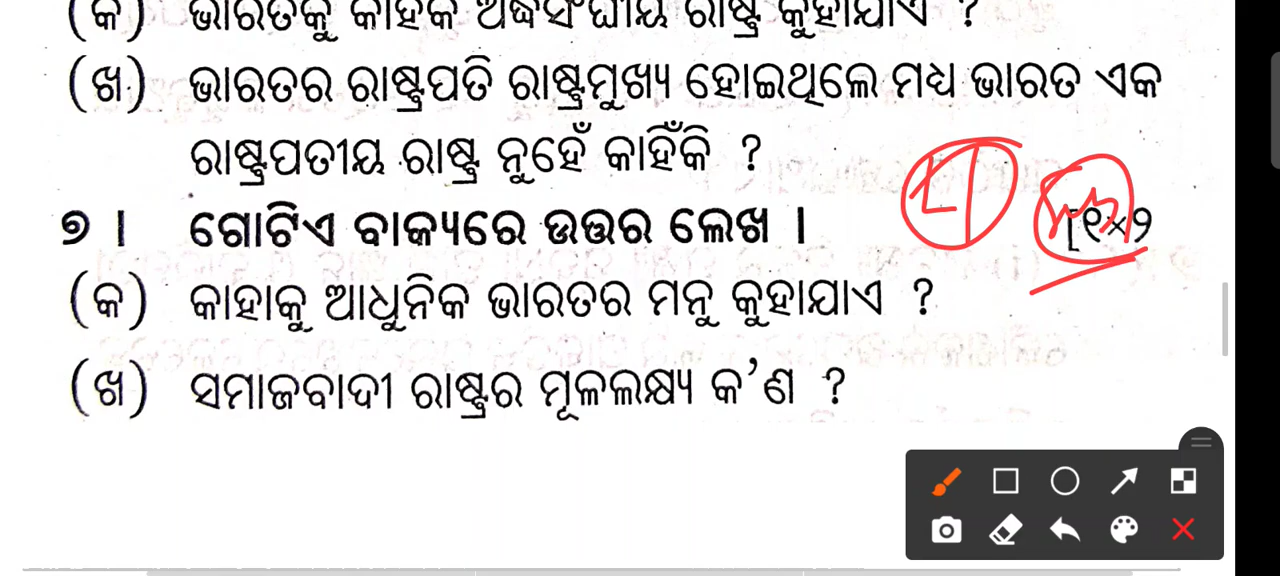 (କ) ଭାରତକୁ କାହିଁକି ଅର୍ଦ୍ଧସଂଘୀୟ ରାଷ୍ଟ୍ର କୁହାଯାଏ ?
(ଖ) ଭାରତର ରାଷ୍ଟ୍ରପତି ରାଷ୍ଟ୍ରମୁଖ୍ୟ ହୋଇଥିଲେ ମଧ୍ୟ ଭାରତ ଏକ
ରାଷ୍ଟ୍ରପତୀୟ ରାଷ୍ଟ୍ର ନୁହେଁ କାହିଁକି ?
୭ । ଗୋଟିଏ ବାକ୍ୟରେ ଉତ୍ତର ଲେଖ । [୧×୨
(କ) କାହାକୁ ଆଧୁନିକ ଭାରତର ମନୁ କୁହାଯାଏ ?
(ଖ) ସମାଜବାଦୀ ରାଷ୍ଟ୍ରର ମୂଳଲକ୍ଷ୍ୟ କ'ଣ ?